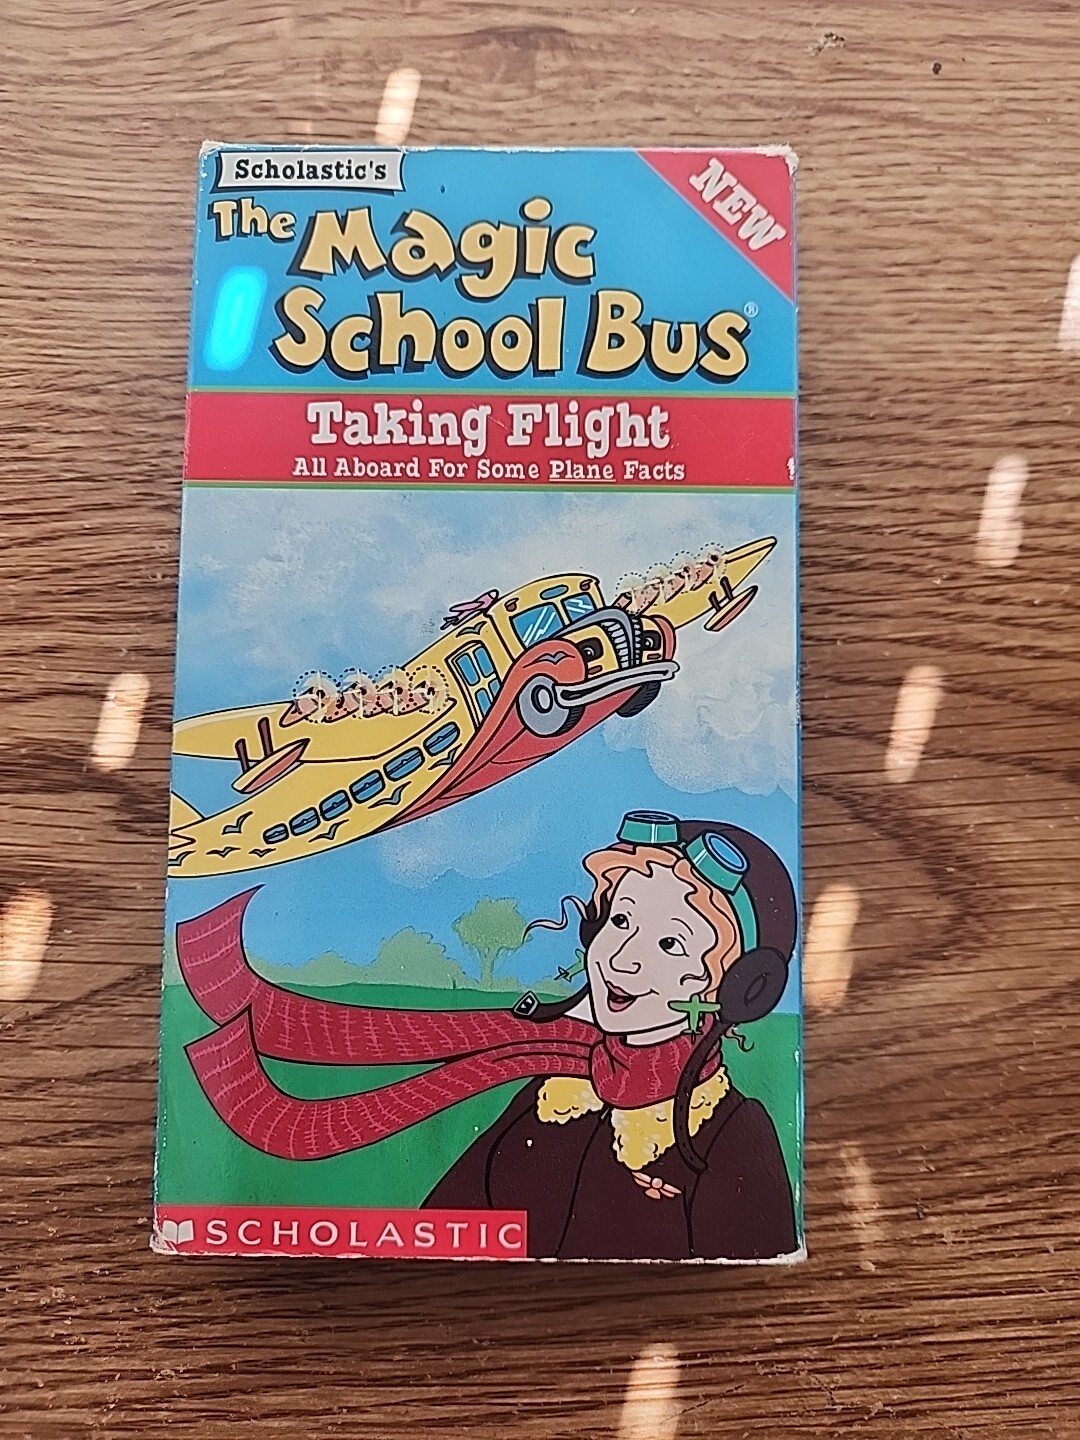 Scholastic's
NEW
The Magic
School Bus®
Taking Flight
All Aboard For Some Plane Facts
SCHOLASTIC